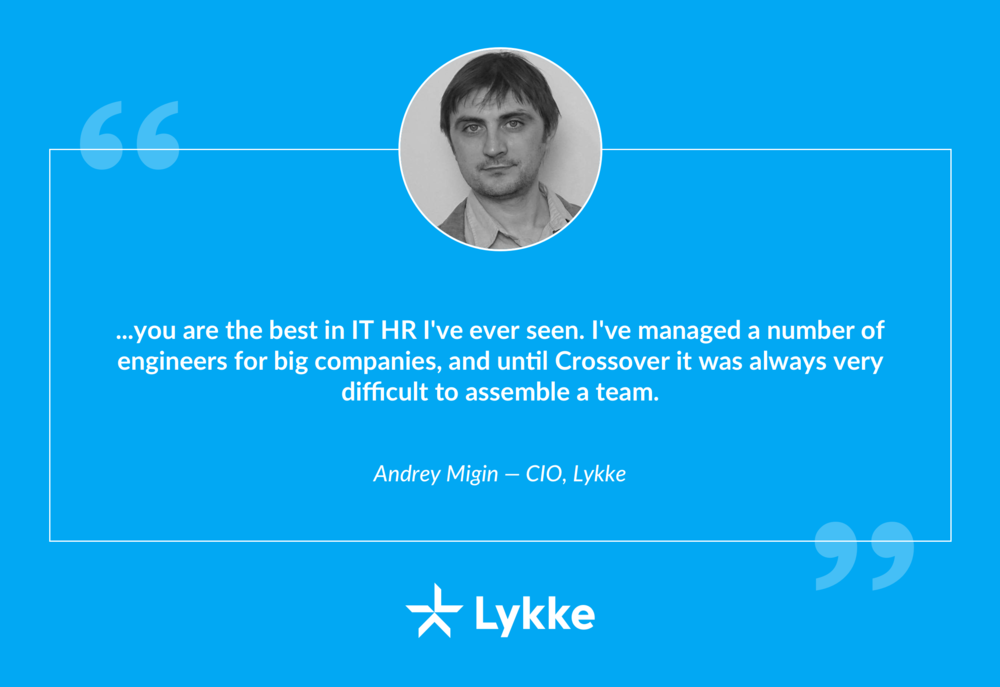 “
...you are the best in IT HR I've ever seen. I've managed a number of
engineers for big companies, and until Crossover it was always very
difficult to assemble a team.
Andrey Migin — CIO, Lykke
”
Lykke